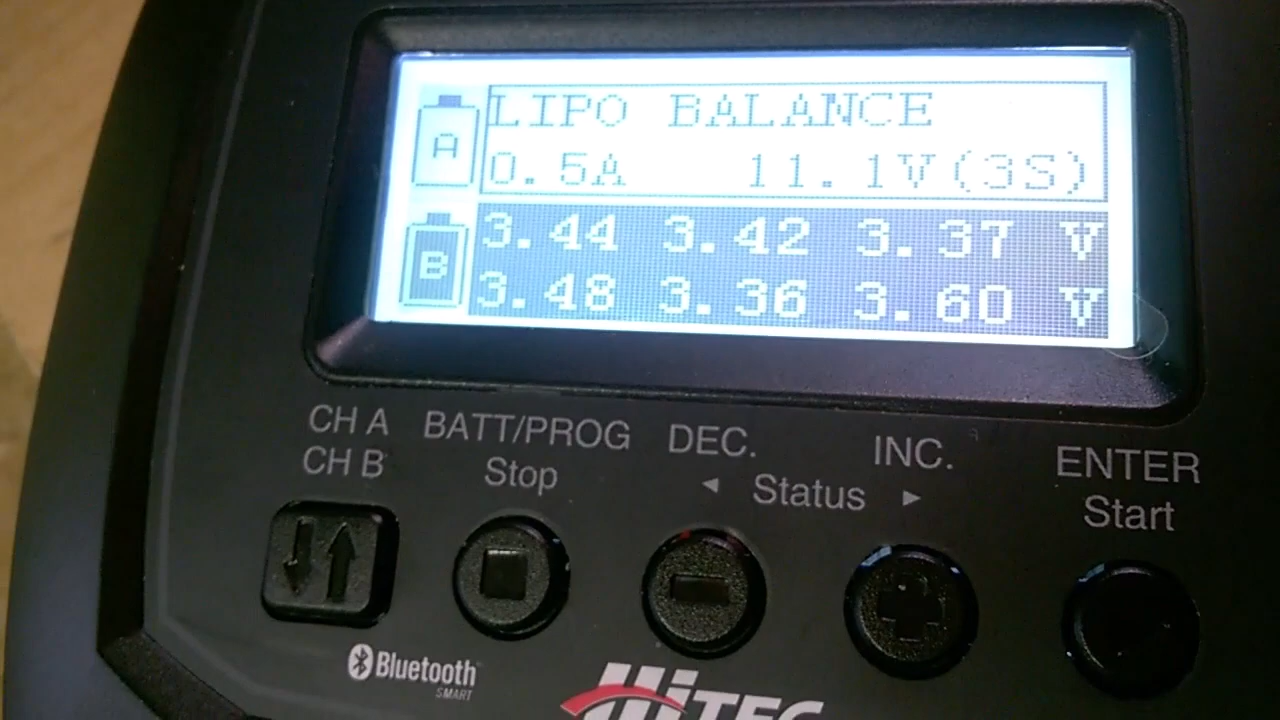 A
LIPO BALANCE
0.5A 11.1V(3S)
B
3.44 3.42 3.37 V
3.48 3.36 3.60 V
CH A
CH B
BATT/PROG
Stop
DEC.
INC.
◄ Status ►
ENTER
Start
Bluetooth
SMART
HiTEC